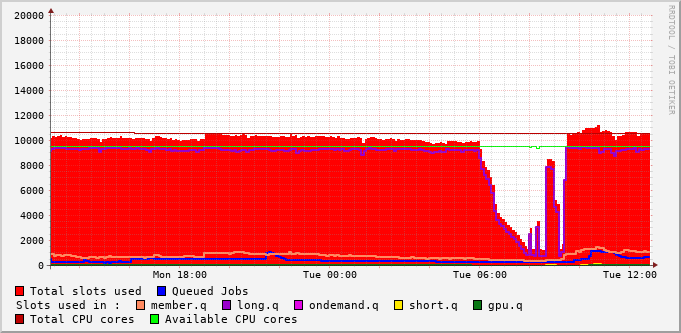 20000
18000
16000
14000
12000
10000
8000
6000
4000
2000
0
Mon 18:00 Tue 00:00 Tue 06:00 Tue 12:00
RRDTOOL / TOBI OETIKER
Total slots used Queued Jobs
Slots used in : member.q long.q ondemand.q short.q gpu.q
Total CPU cores Available CPU cores